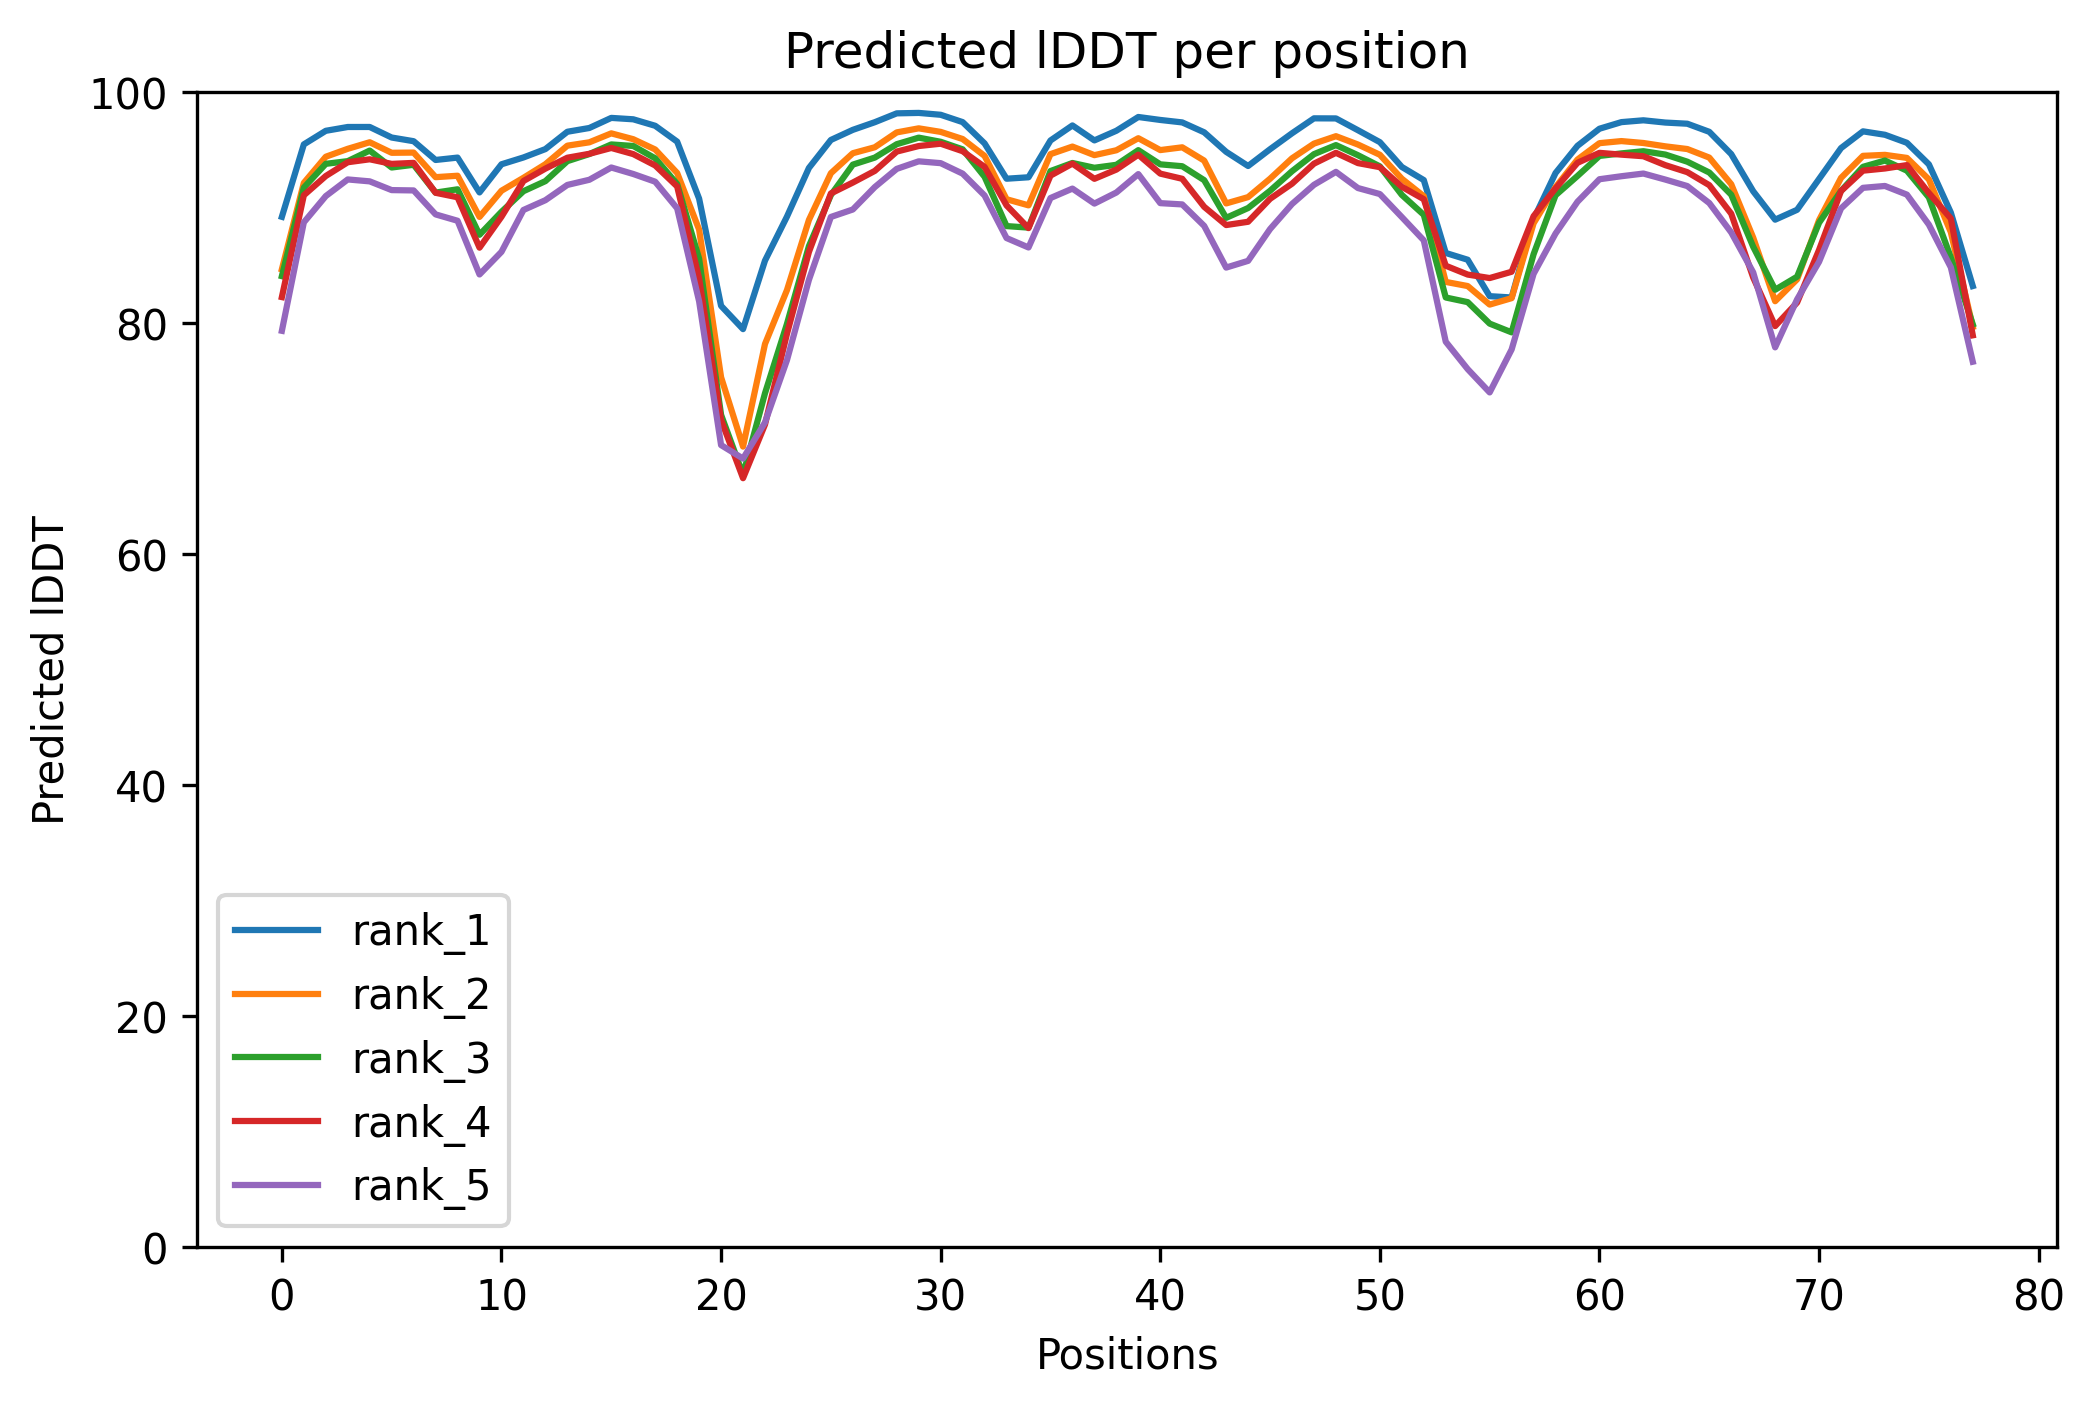 Predicted lDDT per position
100
80
60
40
20
0
Predicted lDDT
rank_1
rank_2
rank_3
rank_4
rank_5
0 10 20 30 40 50 60 70 80
Positions